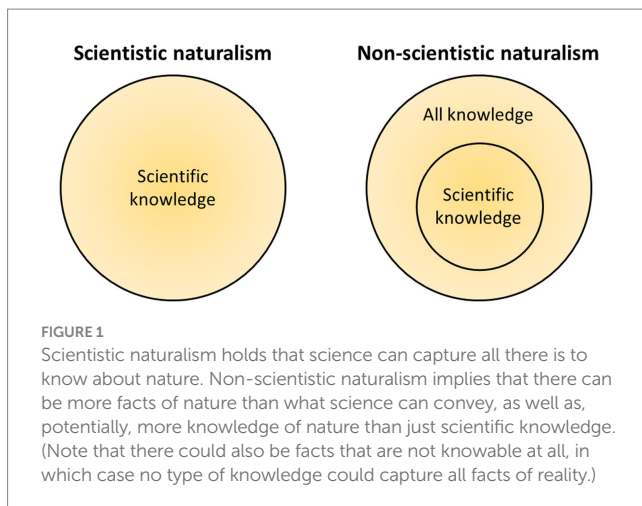 Scientistic naturalism
Non-scientistic naturalism
Scientific
knowledge
All knowledge
Scientific
knowledge
FIGURE 1
Scientistic naturalism holds that science can capture all there is to
know about nature. Non-scientistic naturalism implies that there can
be more facts of nature than what science can convey, as well as,
potentially, more knowledge of nature than just scientific knowledge.
(Note that there could also be facts that are not knowable at all, in
which case no type of knowledge could capture all facts of reality.)